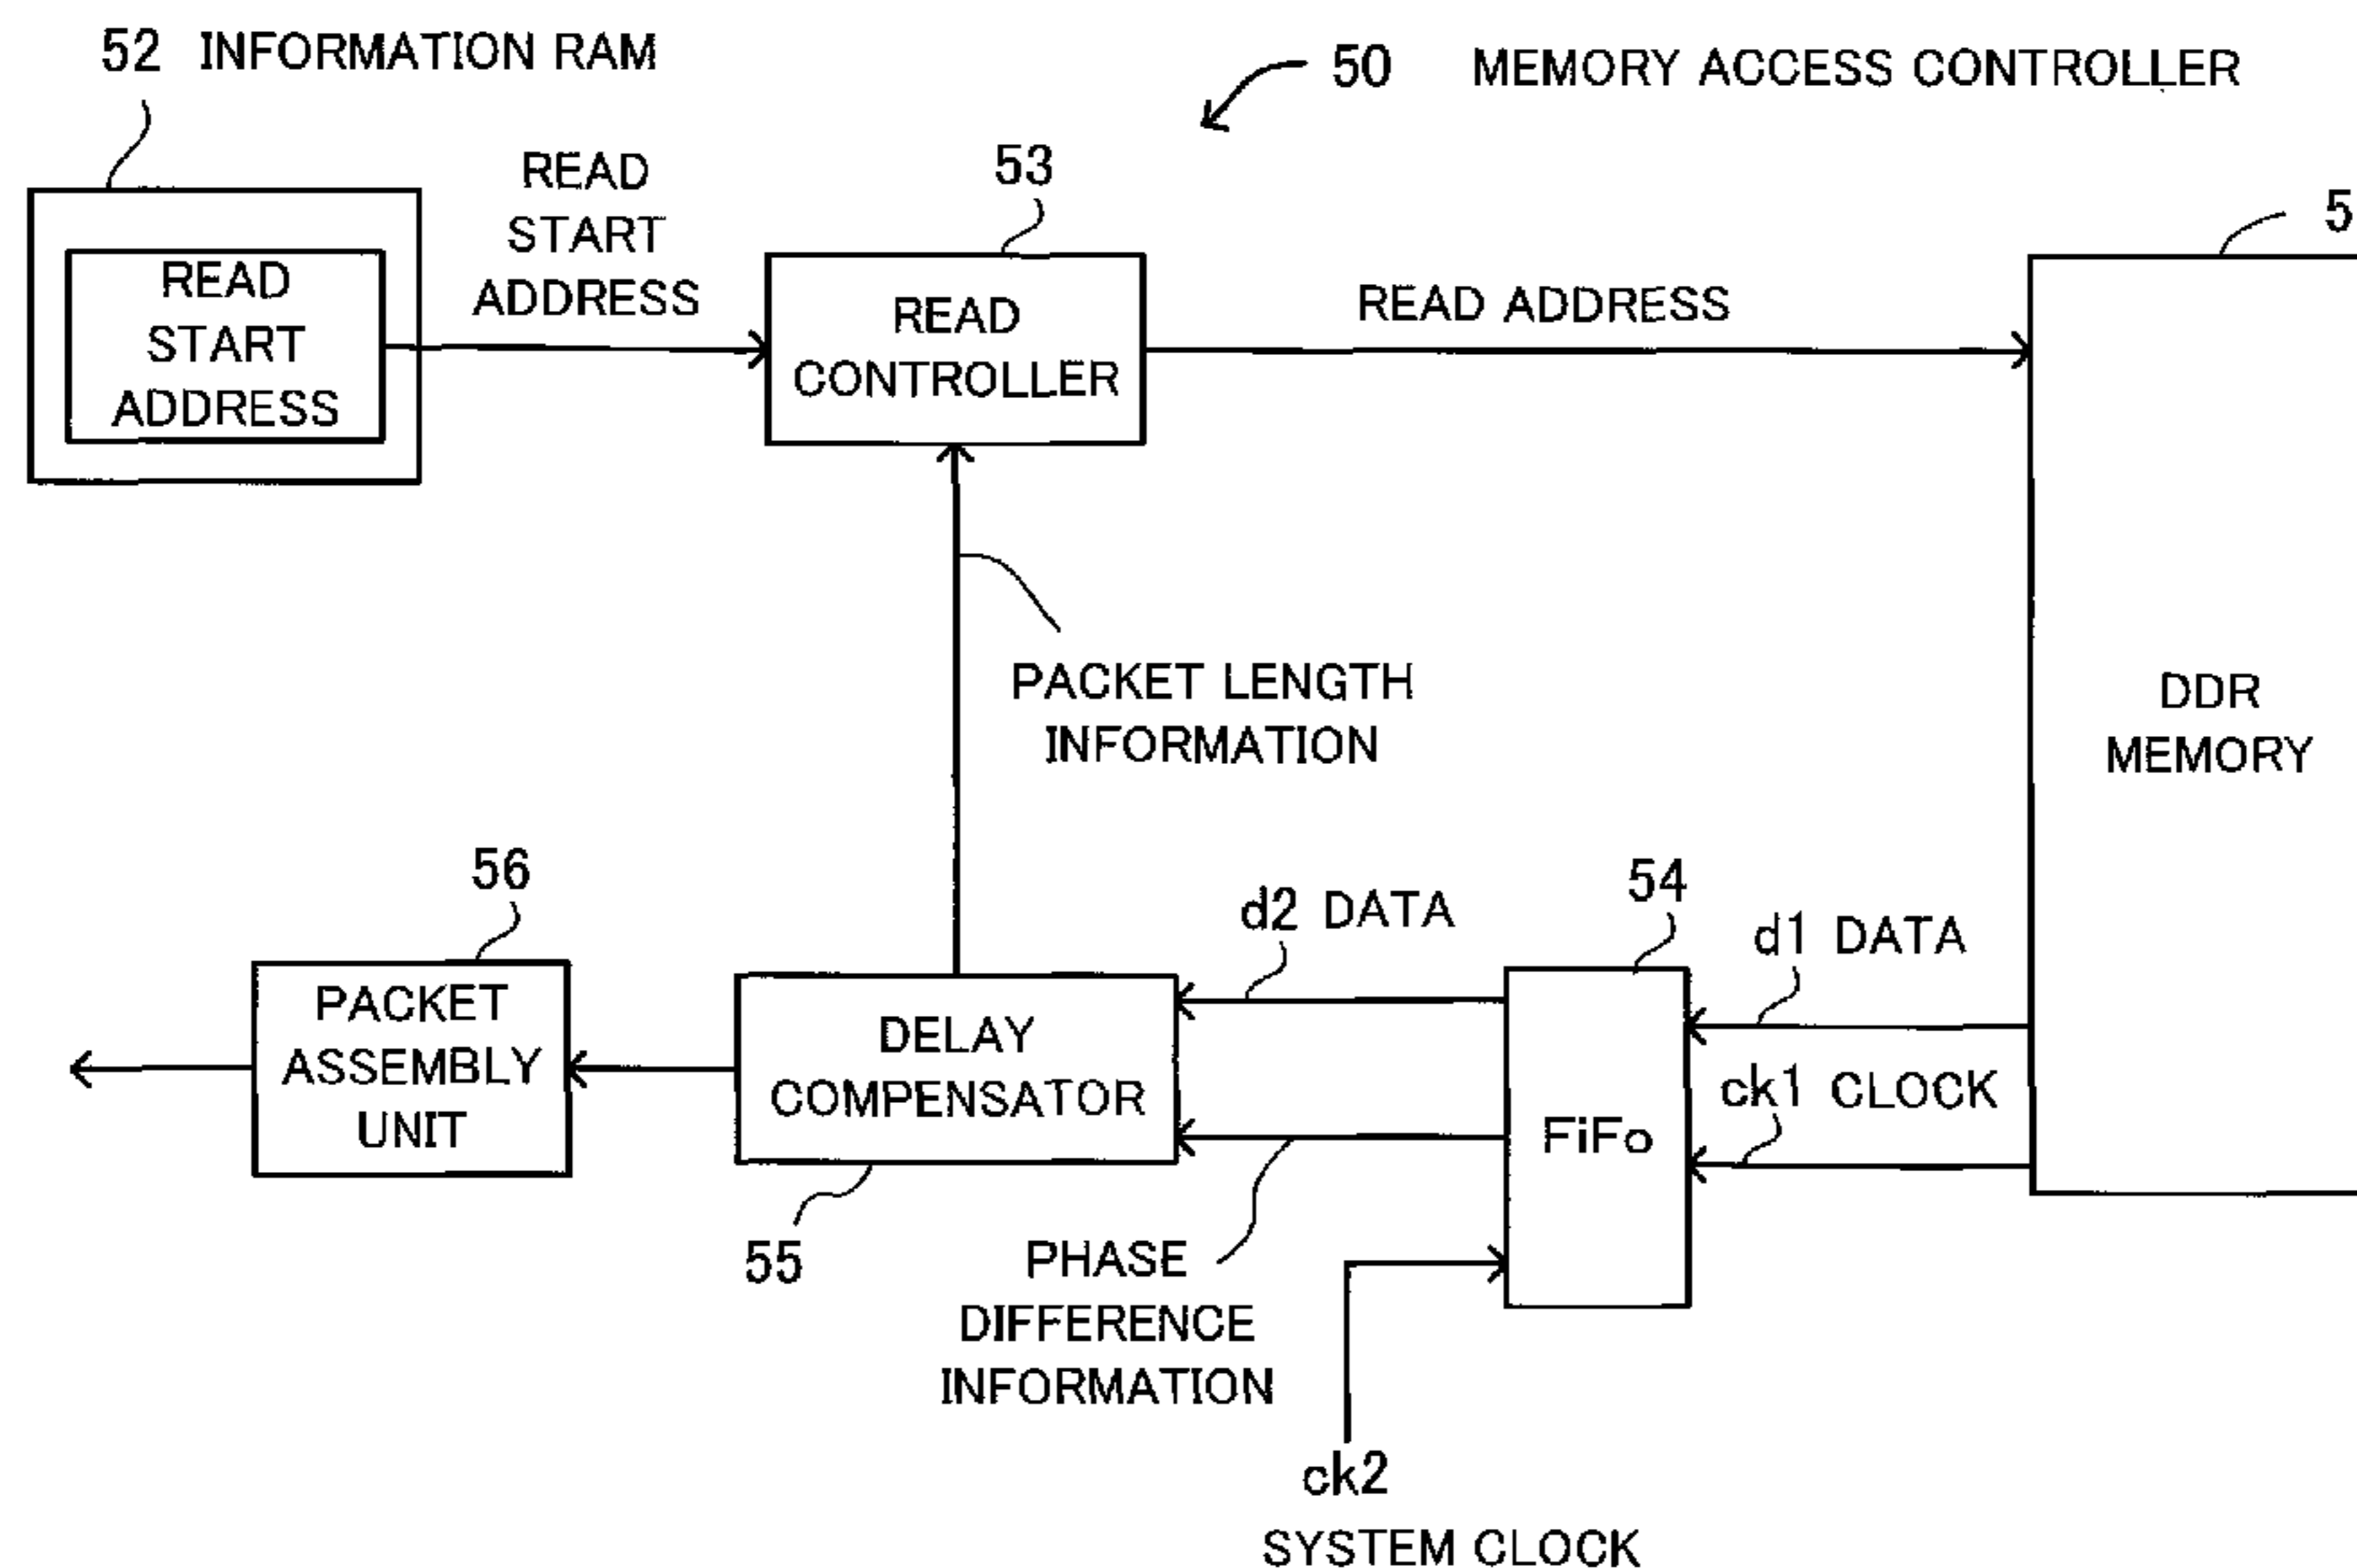 52 INFORMATION RAM
50 MEMORY ACCESS CONTROLLER
READ
START
ADDRESS
53
5
READ
START
ADDRESS
READ
CONTROLLER
READ ADDRESS
PACKET LENGTH
INFORMATION
DDR
MEMORY
56
d2 DATA
54
d1 DATA
PACKET
ASSEMBLY
UNIT
DELAY
COMPENSATOR
ck1 CLOCK
FiFo
55
PHASE
DIFFERENCE
INFORMATION
ck2
SYSTEM CLOCK